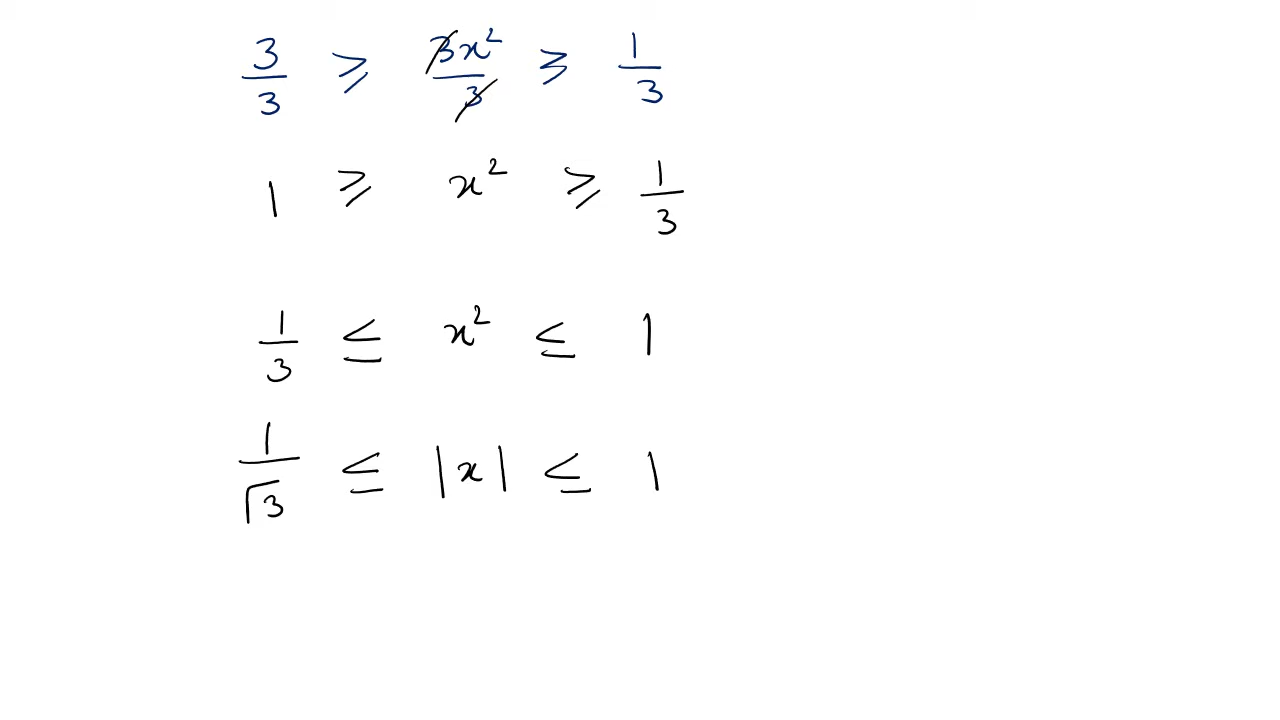 3/3 ≥ 3x²/3 ≥ 1/3
1 ≥ x² ≥ 1/3
1/3 ≤ x² ≤ 1
1/√3 ≤ |x| ≤ 1